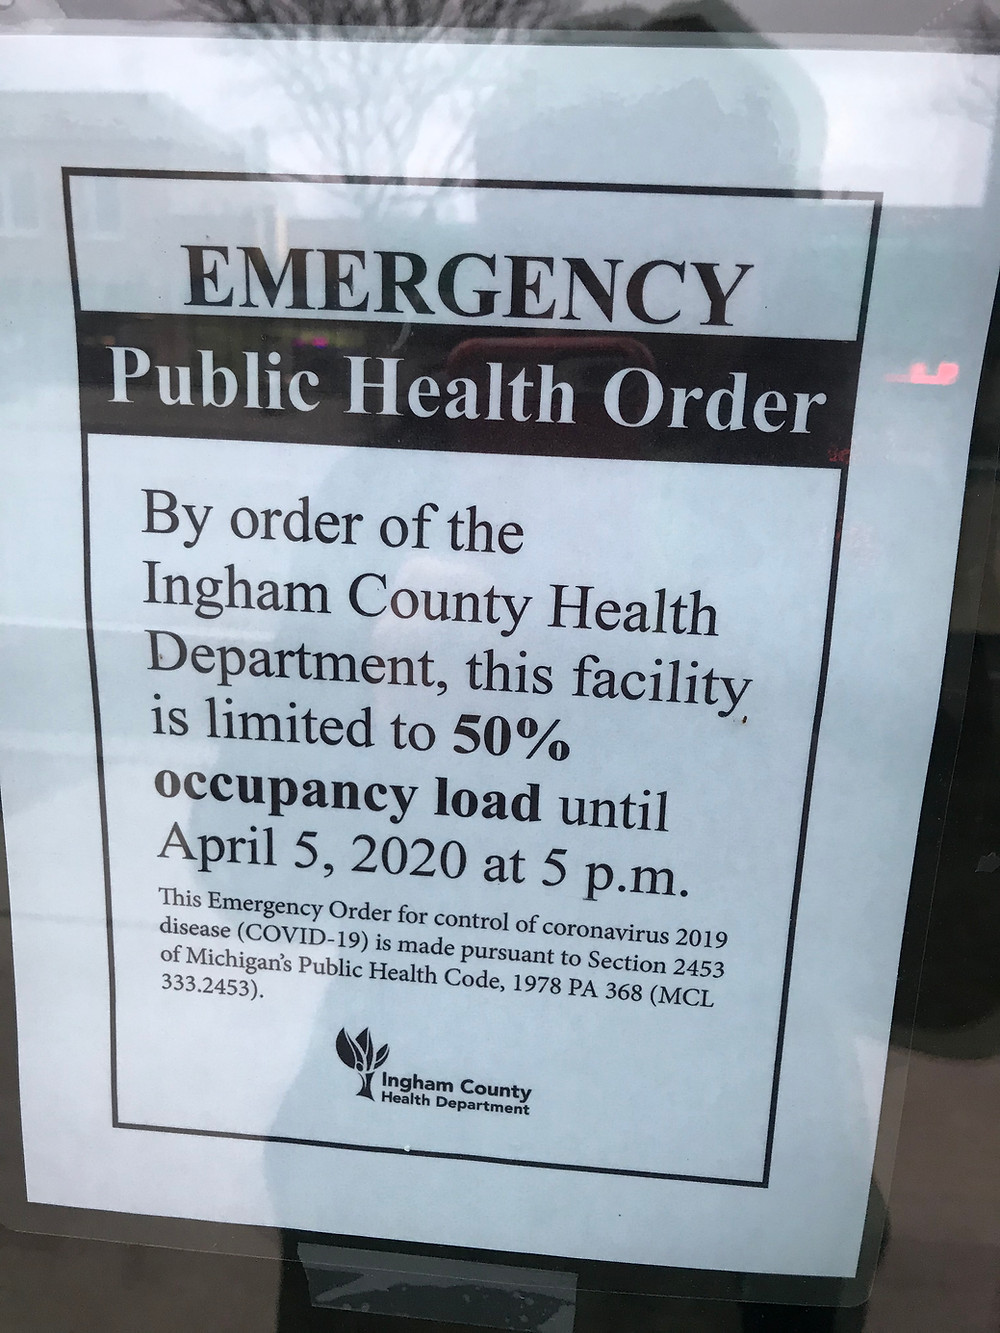 EMERGENCY
Public Health Order
By order of the
Ingham County Health
Department, this facility
is limited to 50%
occupancy load until
April 5, 2020 at 5 p.m.
This Emergency Order for control of coronavirus 2019
disease (COVID-19) is made pursuant to Section 2453
of Michigan's Public Health Code, 1978 PA 368 (MCL
333.2453).
Ingham County
Health Department